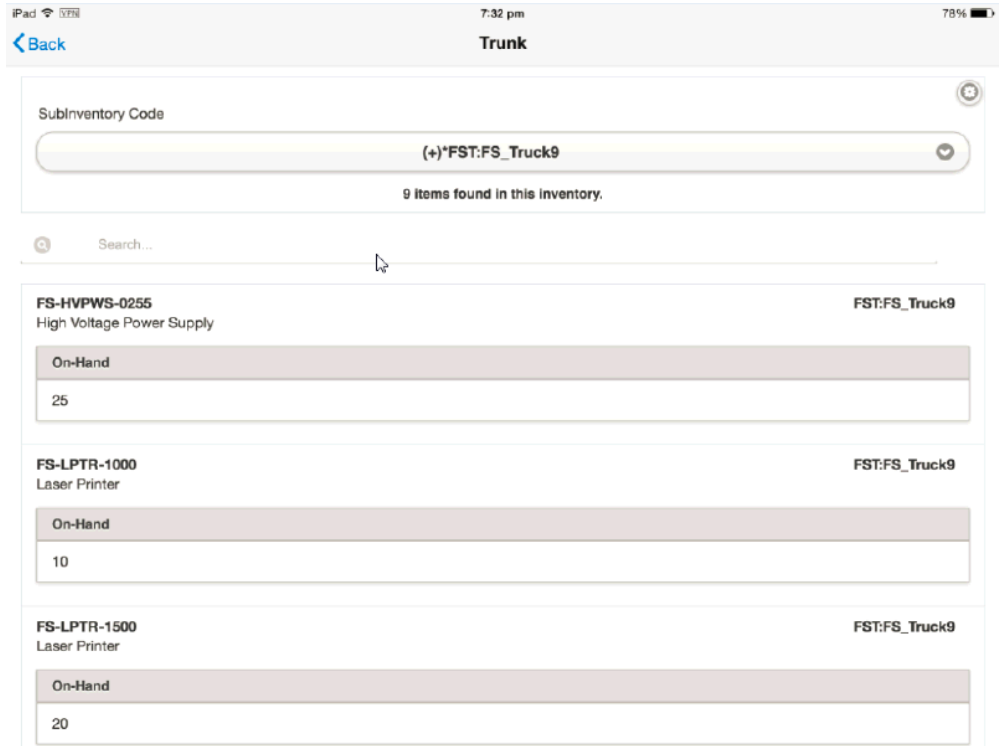 iPad VPN 7:32 pm 78%
Back Trunk
SubInventory Code
(+)*FST:FS_Truck9
9 items found in this inventory.
Search...
FS-HVPWS-0255 FST:FS_Truck9
High Voltage Power Supply
On-Hand
25
FS-LPTR-1000 FST:FS_Truck9
Laser Printer
On-Hand
10
FS-LPTR-1500 FST:FS_Truck9
Laser Printer
On-Hand
20